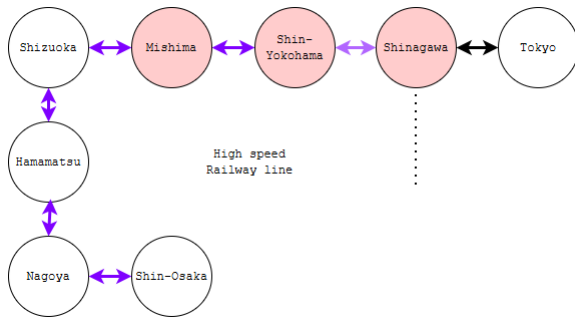 Shizuoka
Mishima
Shin-
Yokohama
Shinagawa
Tokyo
Hamamatsu
High speed
Railway line
Nagoya
Shin-Osaka